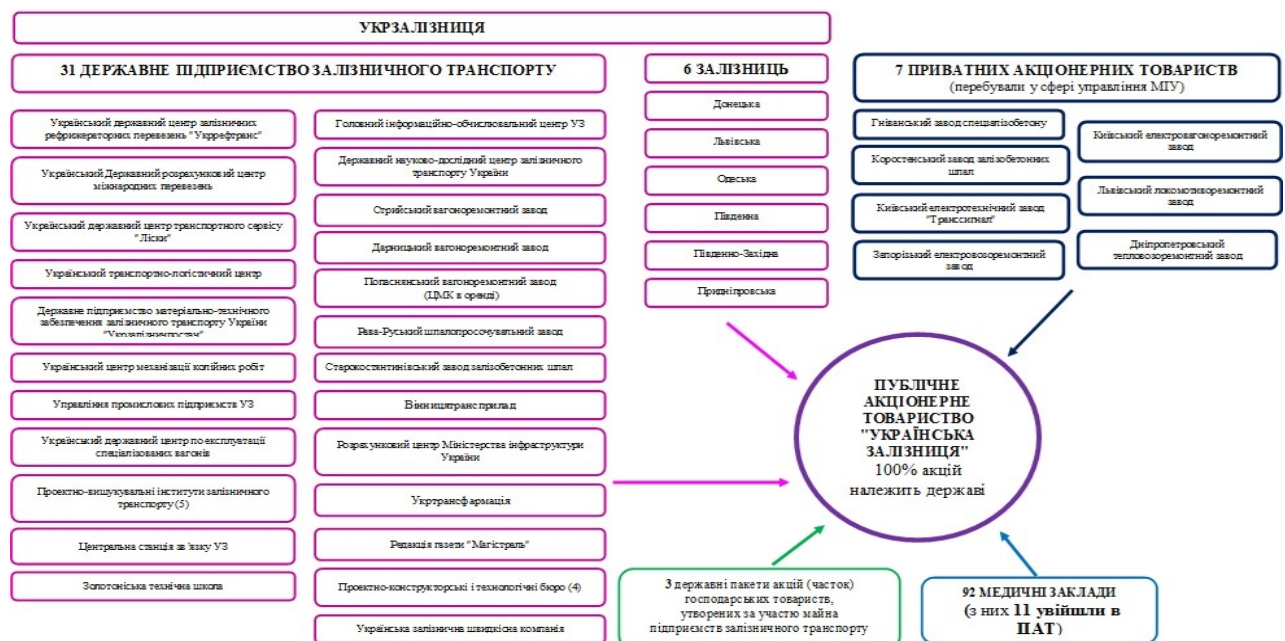 УКРЗАЛІЗНИЦЯ
31 ДЕРЖАВНЕ ПІДПРИЄМСТВО ЗАЛІЗНИЧНОГО ТРАНСПОРТУ
Український державний центр залізничних
рефрижераторних перевезень "Укррефтранс"
Український Державний розрахунковий центр
міжнародних перевезень
Український державний центр транспортного сервісу
"Ліски"
Український транспортно-логістичний центр
Державне підприємство матеріально-технічного
забезпечення залізничного транспорту України
"Укрзалізничпостач"
Український центр механізації колійних робіт
Управління промислових підприємств УЗ
Український державний центр по експлуатації
спеціалізованих вагонів
Проектно-вишукувальні інститути залізничного
транспорту (5)
Центральна станція зв'язку УЗ
Золотоніська технічна школа
Головний інформаційно-обчислювальний центр УЗ
Державний науково-дослідний центр залізничного
транспорту України
Стрийський вагоноремонтний завод
Дарницький вагоноремонтний завод
Попаснянський вагоноремонтний завод
(ЦМК в оренді)
Рава-Руський шпалопросочувальний завод
Старокостянтинівський завод залізобетонних шпал
Вінницятрансприлад
Розрахунковий центр Міністерства інфраструктури
України
Укртрансфармація
Редакція газети "Магістраль"
Проектно-конструкторські і технологічні бюро (4)
Українська залізнична швидкісна компанія
6 ЗАЛІЗНИЦЬ
Донецька
Львівська
Одеська
Південна
Південно-Західна
Придніпровська
7 ПРИВАТНИХ АКЦІОНЕРНИХ ТОВАРИСТВ
(перебували у сфері управління МІУ)
Гніванський завод спецзалізобетону
Коростенський завод залізобетонних
шпал
Київський електротехнічний завод
"Транссигнал"
Запорізький електровозоремонтний
завод
Київський електровагоноремонтний
завод
Львівський локомотиворемонтний
завод
Дніпропетровський
тепловозоремонтний завод
ПУБЛІЧНЕ
АКЦІОНЕРНЕ
ТОВАРИСТВО
"УКРАЇНСЬКА
ЗАЛІЗНИЦЯ"
100% акцій
належить державі
3 державні пакети акцій (часток)
господарських товариств,
утворених за участю майна
підприємств залізничного транспорту
92 МЕДИЧНІ ЗАКЛАДИ
(з них 11 увійшли в
ПАТ)